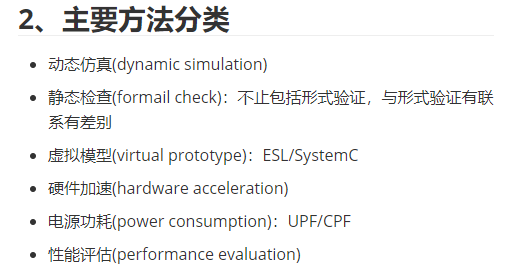 2、主要方法分类
动态仿真(dynamic simulation)
静态检查(formail check)：不止包括形式验证，与形式验证有联
系有差别
虚拟模型(virtual prototype)：ESL/SystemC
硬件加速(hardware acceleration)
电源功耗(power consumption)：UPF/CPF
性能评估(performance evaluation)